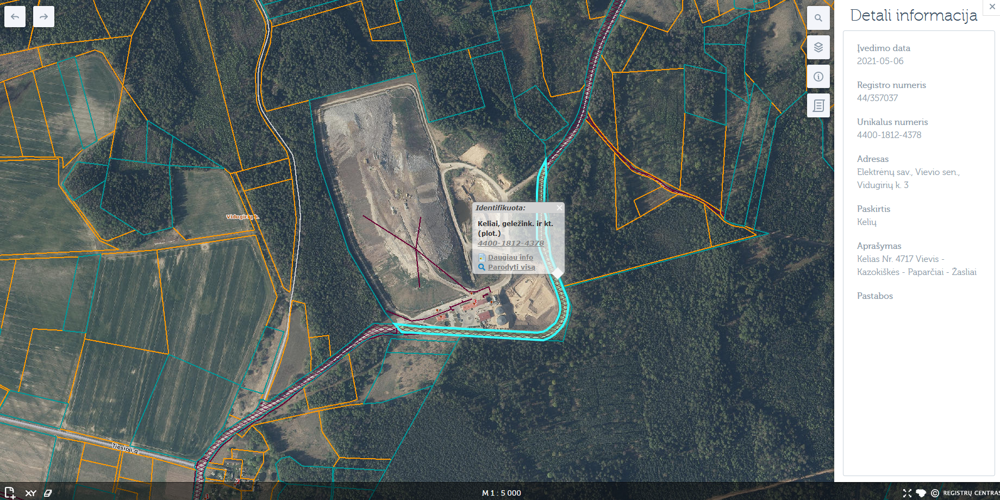 Detali informacija
Įvedimo data
2021-05-06
Registro numeris
44/357037
Unikalus numeris
4400-1812-4378
Adresas
Elektrėnų sav., Vievio sen.,
Vidugirių k. 3
Paskirtis
Kelių
Aprašymas
Kelias Nr. 4717 Vievis -
Kazokiškės - Paparčiai - Žasliai
Pastabos
Identifikuota:
Keliai, geležink. ir kt.
(plot.)
4400-1812-4378
Daugiau info
Parodyti visą
Vidugirių k.
3
Tiesioji g.
1
XY
M 1 : 5 000
© REGISTRŲ CENTRAS